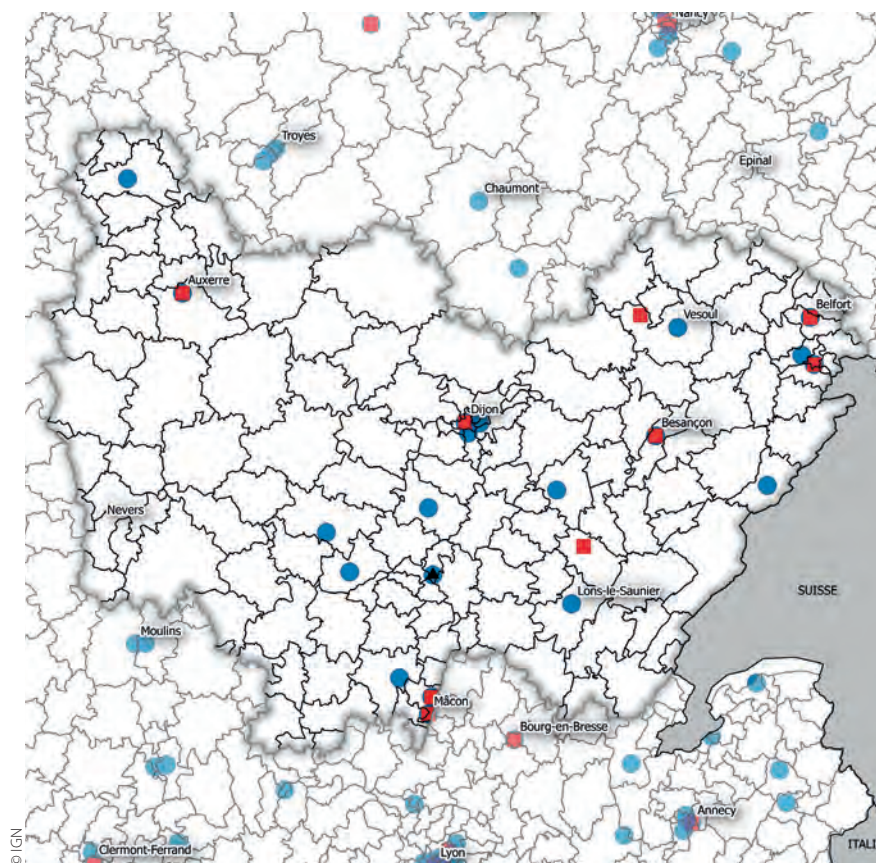 Nancy
Troyes
Epinal
Chaumont
Auxerre
Belfort
Vesoul
Dijon
Besançon
Nevers
SUISSE
Lons-le-Saunier
Moulins
Mâcon
Bourg-en-Bresse
Annecy
Clermont-Ferrand
Lyon
ITALI
© IGN